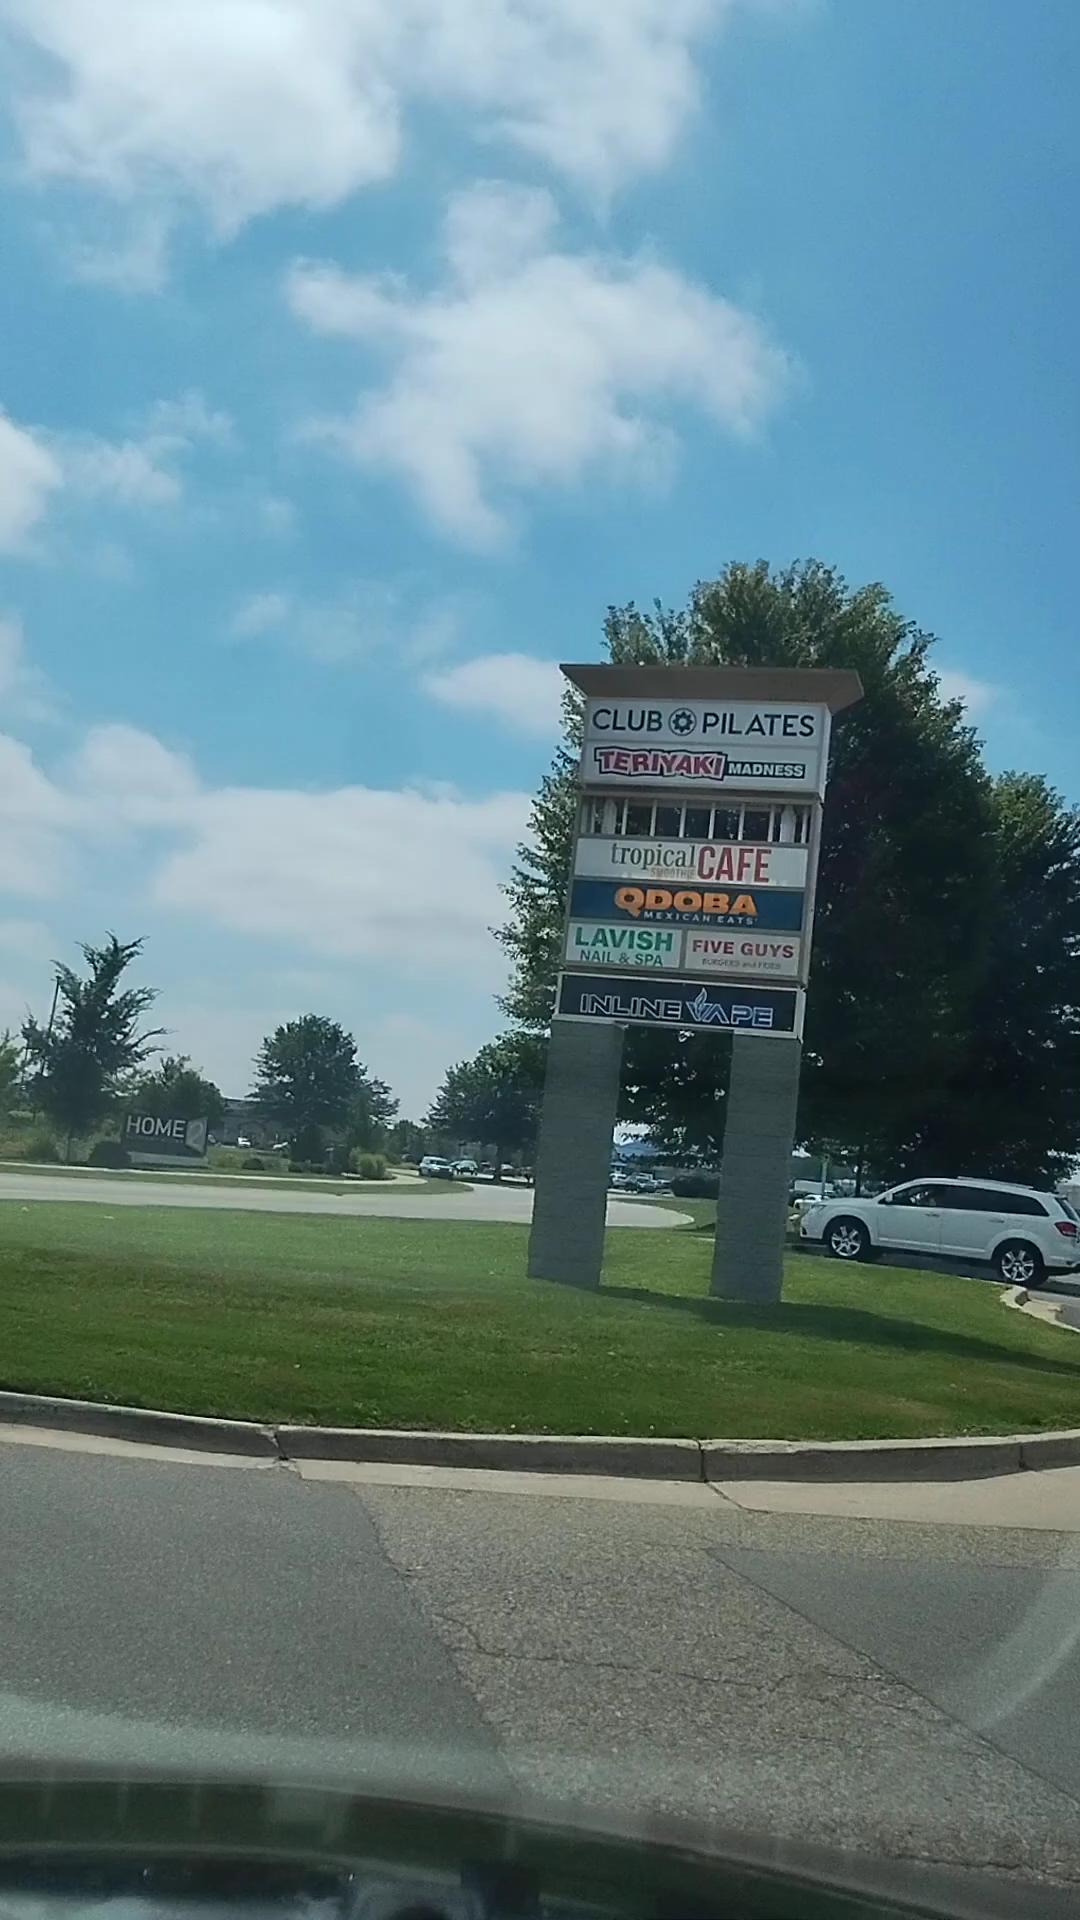 CLUB PILATES
TERIYAKI MADNESS
tropical CAFE
SMOOTHIE
QDOBA
MEXICAN EATS
LAVISH
NAIL & SPA
FIVE GUYS
BURGERS and FRIES
INLINE VAPE
HOME 2